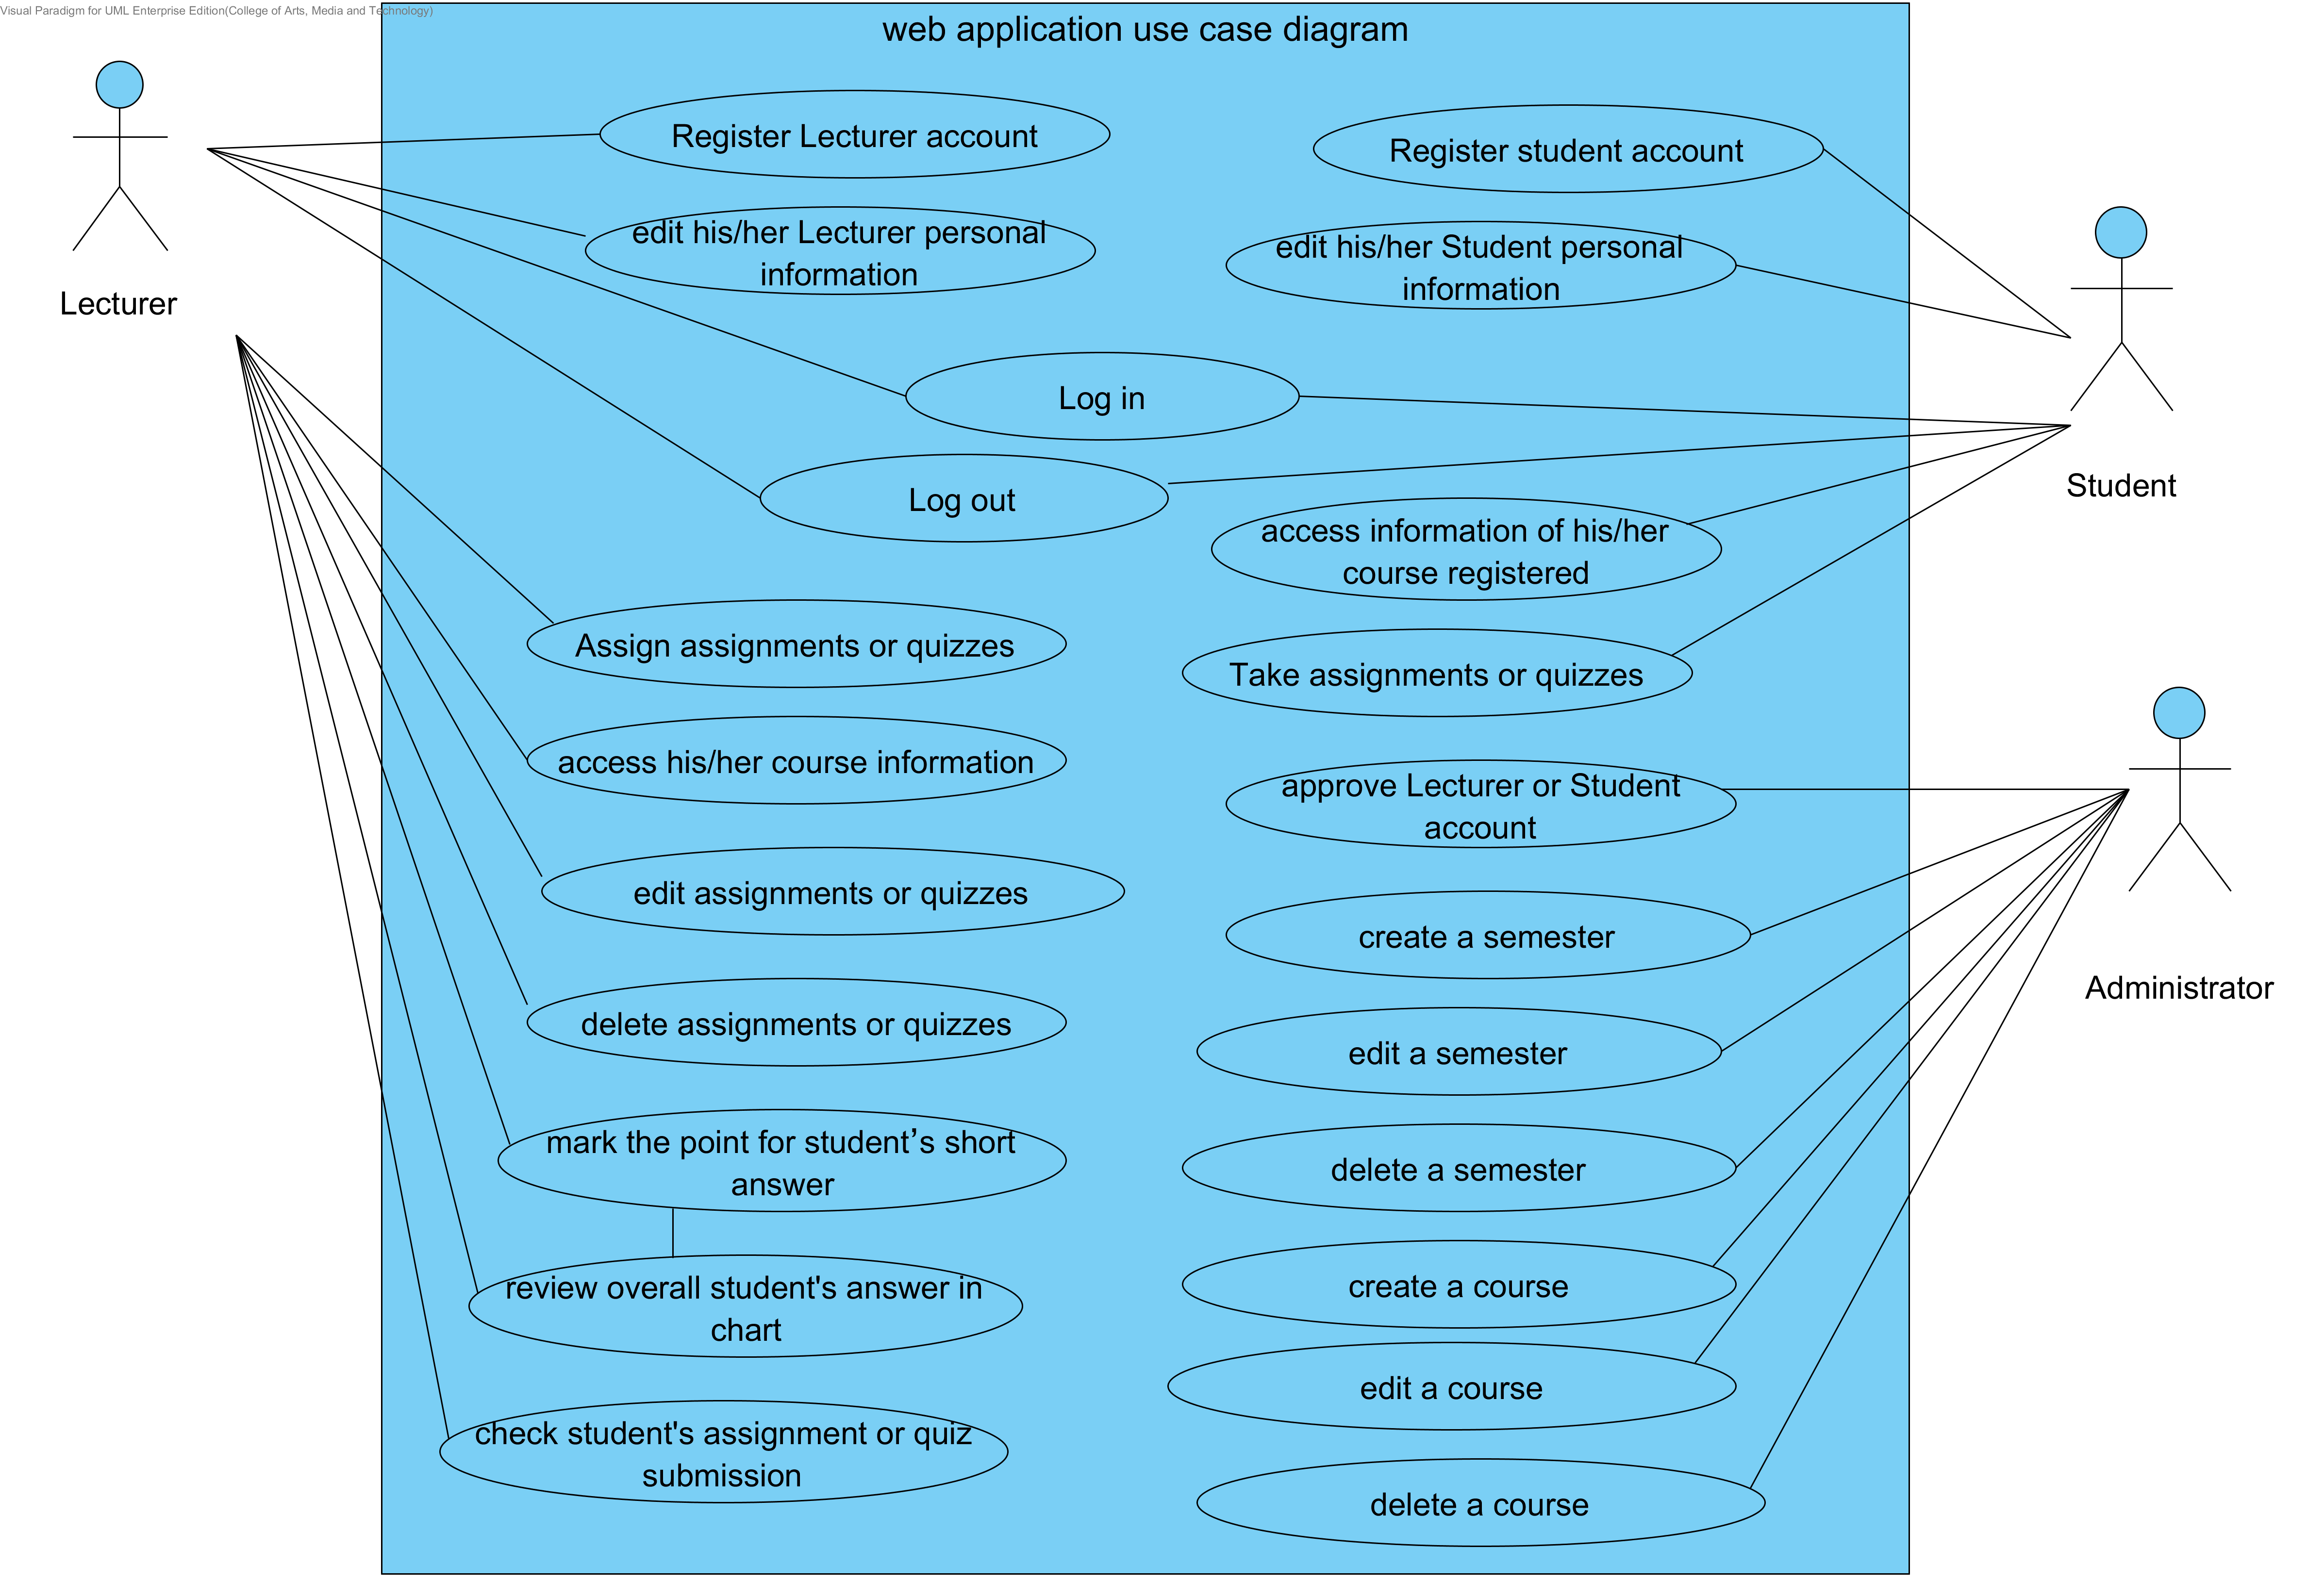 Visual Paradigm for UML Enterprise Edition(College of Arts, Media and Technology)
web application use case diagram
Lecturer
Register Lecturer account
edit his/her Lecturer personal
information
Register student account
edit his/her Student personal
information
Log in
Log out
Student
access information of his/her
course registered
Assign assignments or quizzes
Take assignments or quizzes
access his/her course information
approve Lecturer or Student
account
edit assignments or quizzes
create a semester
Administrator
delete assignments or quizzes
edit a semester
mark the point for student’s short
answer
delete a semester
review overall student's answer in
chart
create a course
edit a course
check student's assignment or quiz
submission
delete a course